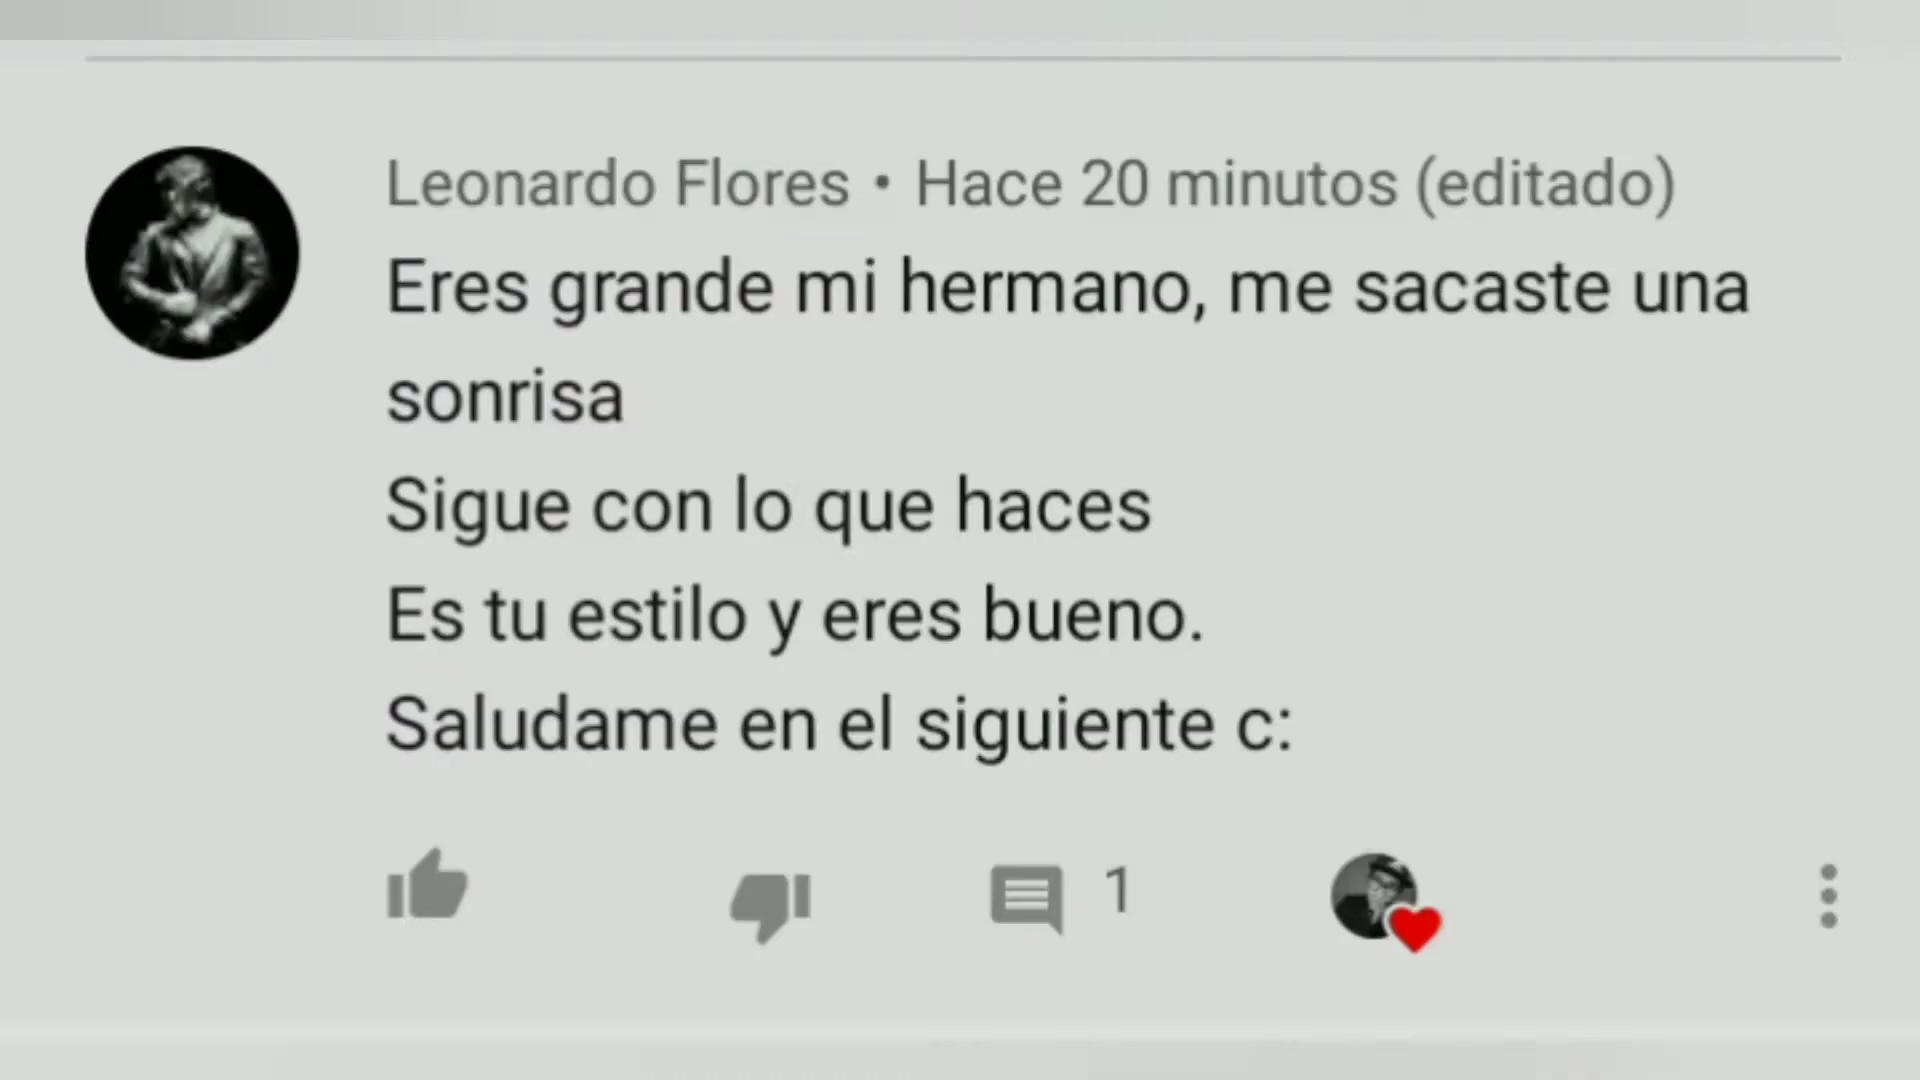 Leonardo Flores • Hace 20 minutos (editado)
Eres grande mi hermano, me sacaste una
sonrisa
Sigue con lo que haces
Es tu estilo y eres bueno.
Saludame en el siguiente c:
1